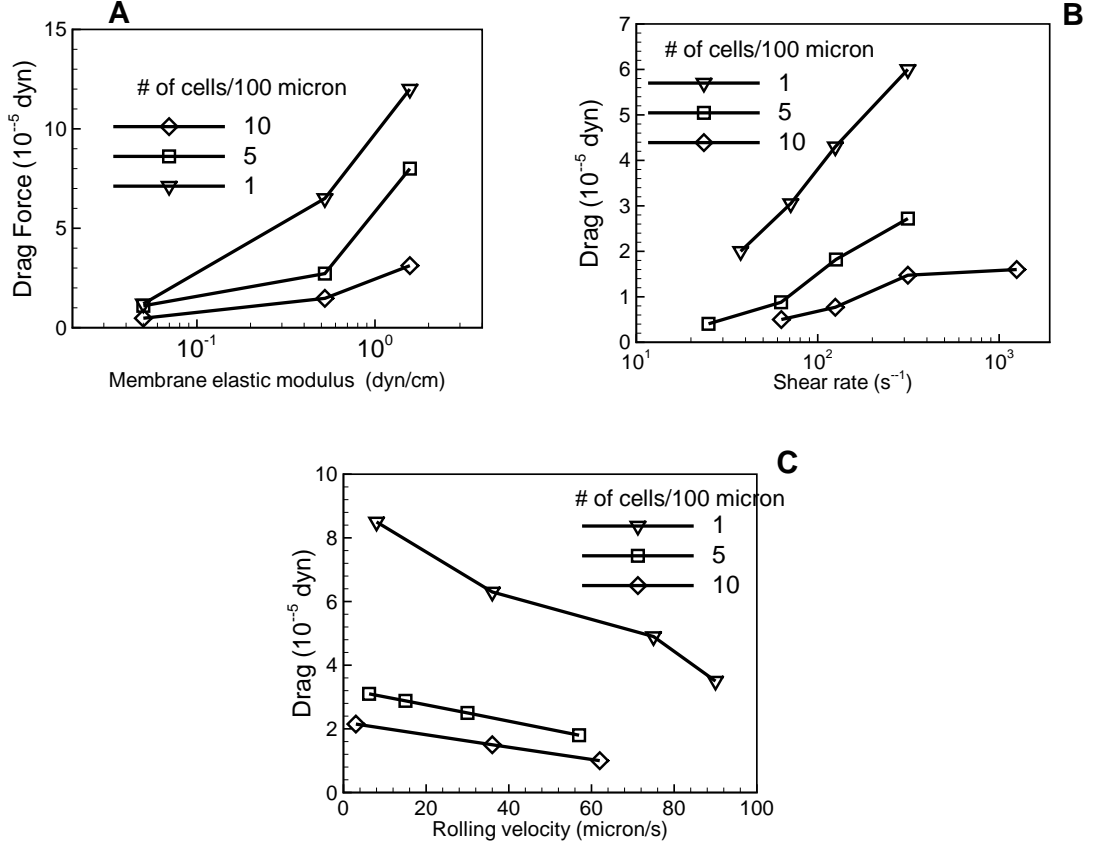 A
15
10
5
0
Drag Force (10⁻⁻⁵ dyn)
# of cells/100 micron
10
5
1
10⁻¹
10⁰
Membrane elastic modulus (dyn/cm)
B
7
6
5
4
3
2
1
0
Drag (10⁻⁻⁵ dyn)
# of cells/100 micron
1
5
10
10¹
10²
10³
Shear rate (s⁻⁻¹)
C
10
8
6
4
2
0
Drag (10⁻⁻⁵ dyn)
# of cells/100 micron
1
5
10
0 20 40 60 80 100
Rolling velocity (micron/s)